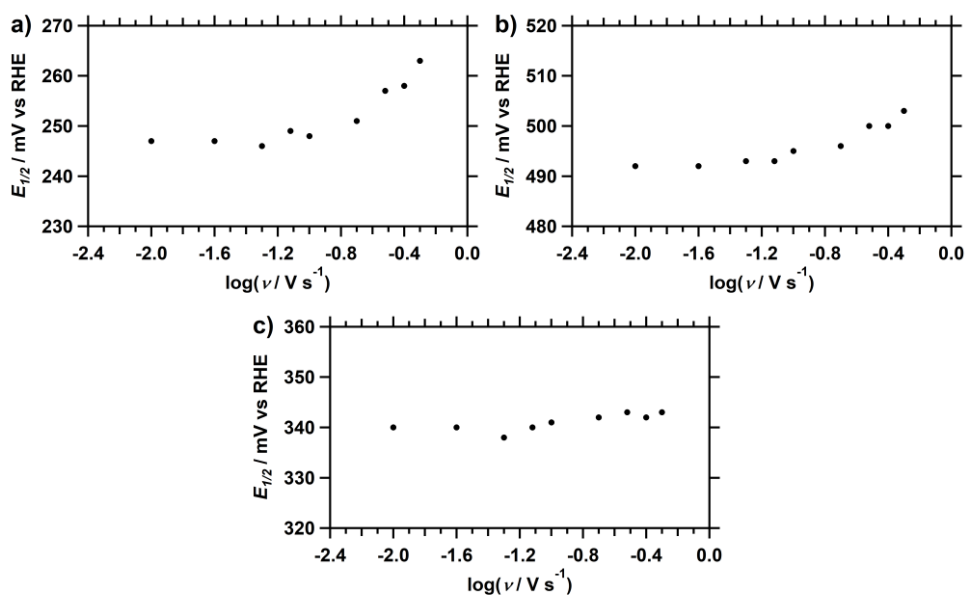 a)
270
260
250
240
230
E1/2 / mV vs RHE
-2.4 -2.0 -1.6 -1.2 -0.8 -0.4 0.0
log(ν / V s⁻¹)
b)
520
510
500
490
480
E1/2 / mV vs RHE
-2.4 -2.0 -1.6 -1.2 -0.8 -0.4 0.0
log(ν / V s⁻¹)
c)
360
350
340
330
320
E1/2 / mV vs RHE
-2.4 -2.0 -1.6 -1.2 -0.8 -0.4 0.0
log(ν / V s⁻¹)